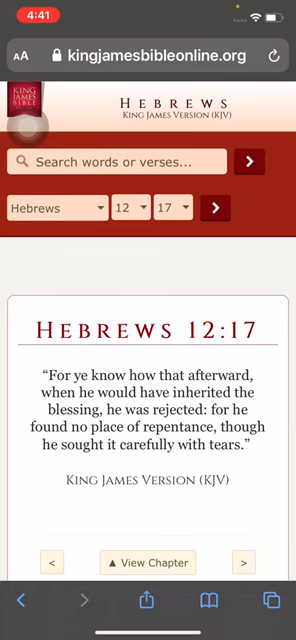 4:41
AA kingjamesbibleonline.org
KING
JAMES
BIBLE
HEBREWS
KING JAMES VERSION (KJV)
Search words or verses...
Hebrews 12 17
HEBREWS 12:17
“For ye know how that afterward,
when he would have inherited the
blessing, he was rejected: for he
found no place of repentance, though
he sought it carefully with tears.”
KING JAMES VERSION (KJV)
< ▲ View Chapter >